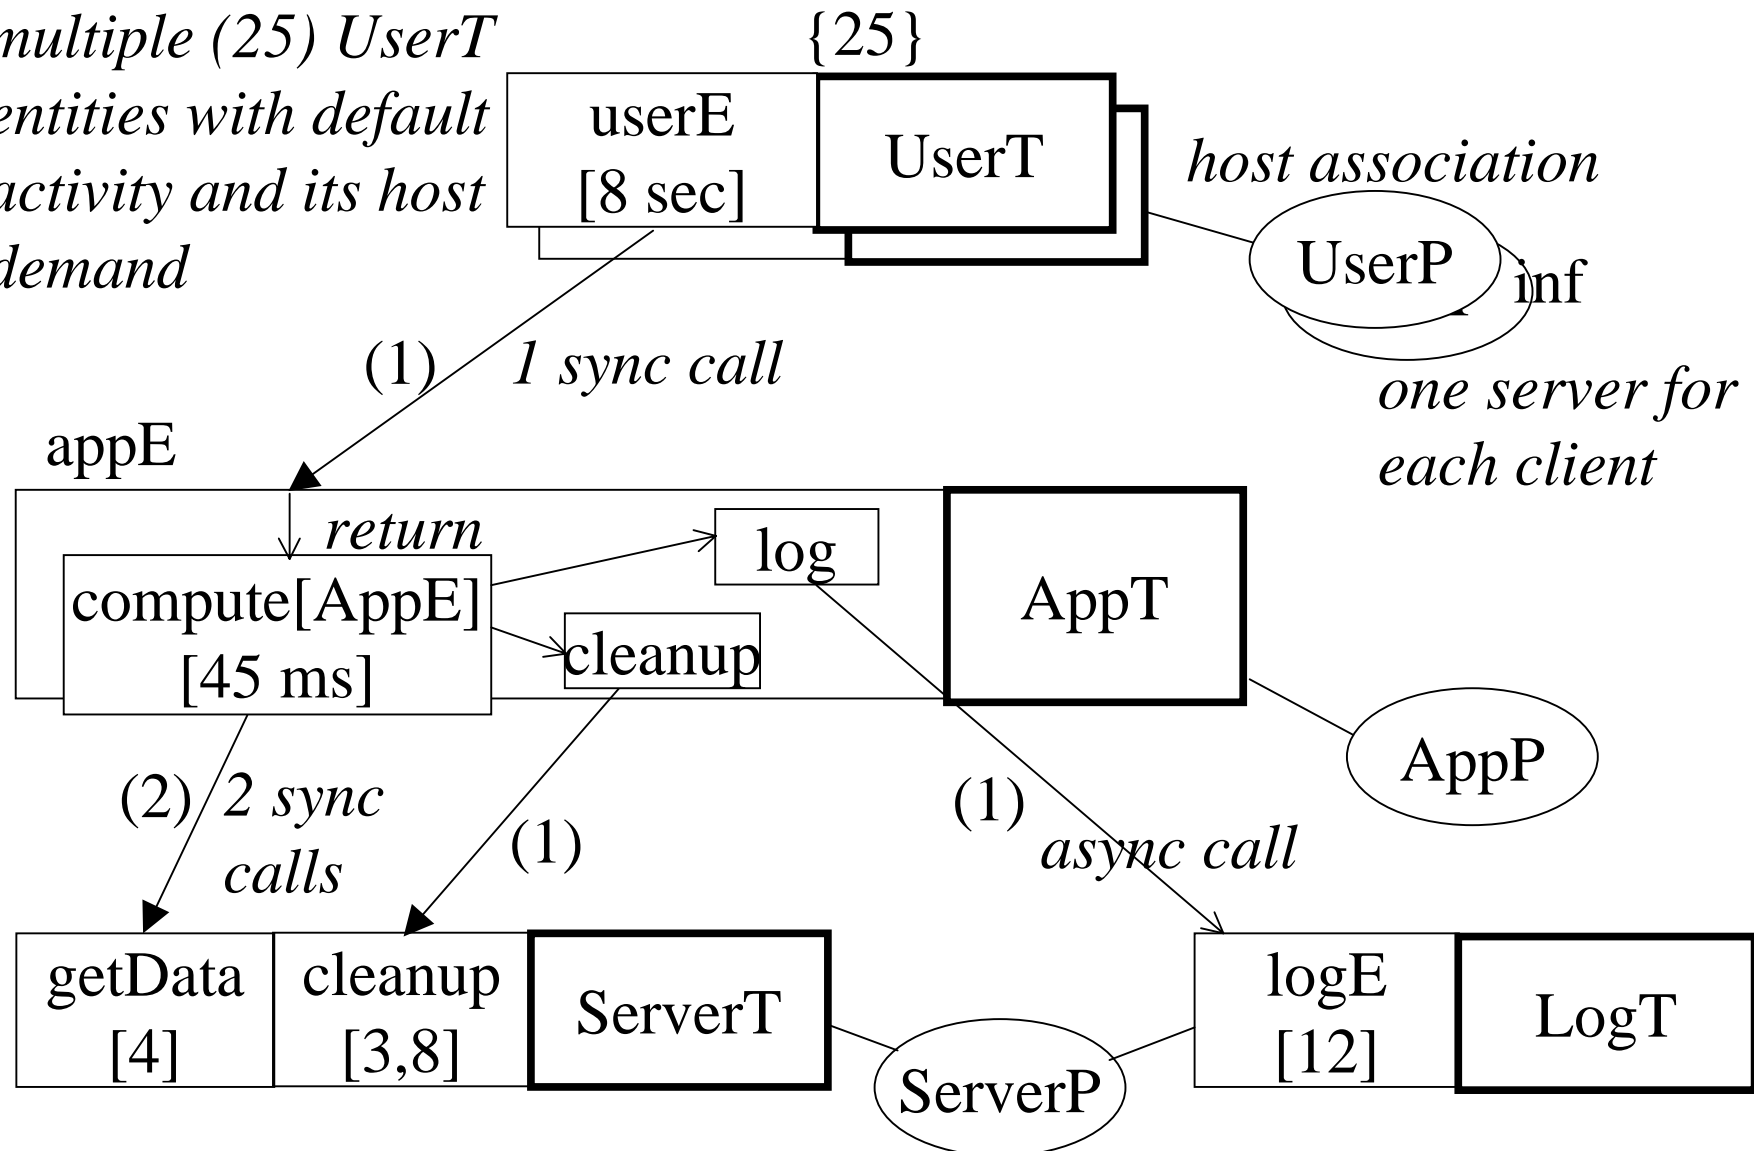 multiple (25) UserT
entities with default
activity and its host
demand
{25}
userE
[8 sec]
UserT
host association
UserP
inf
one server for
each client
(1)
1 sync call
appE
return
compute[AppE]
[45 ms]
log
cleanup
AppT
AppP
(2)
2 sync
calls
(1)
(1)
async call
getData
[4]
cleanup
[3,8]
ServerT
ServerP
logE
[12]
LogT